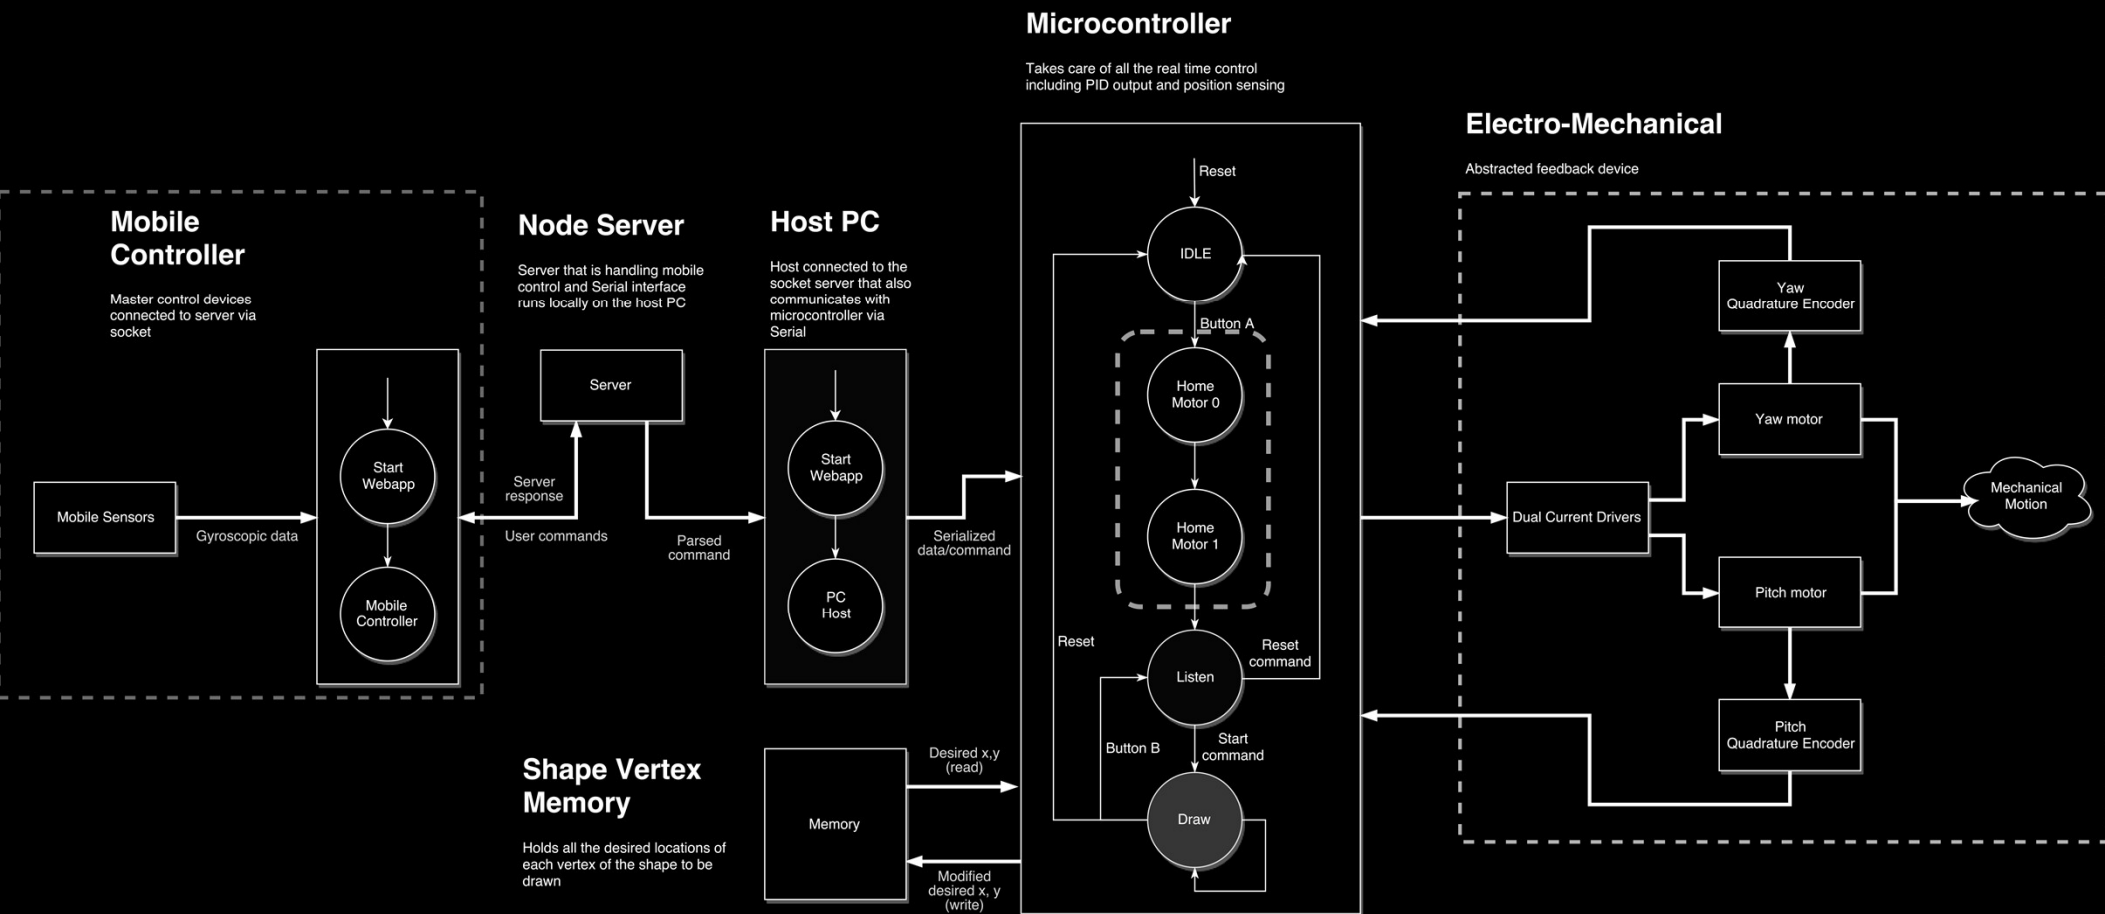 Microcontroller
Takes care of all the real time control
including PID output and position sensing
Electro-Mechanical
Abstracted feedback device
Mobile
Controller
Master control devices
connected to server via
socket
Node Server
Server that is handling mobile
control and Serial interface
runs locally on the host PC
Host PC
Host connected to the
socket server that also
communicates with
microcontroller via
Serial
Mobile Sensors
Gyroscopic data
Start
Webapp
Mobile
Controller
Server
Server
response
User commands
Parsed
command
Start
Webapp
PC
Host
Serialized
data/command
Shape Vertex
Memory
Holds all the desired locations of
each vertex of the shape to be
drawn
Memory
Desired x,y
(read)
Modified
desired x, y
(write)
Reset
IDLE
Button A
Home
Motor 0
Home
Motor 1
Reset
Listen
Reset
command
Button B
Start
command
Draw
Yaw
Quadrature Encoder
Yaw motor
Dual Current Drivers
Mechanical
Motion
Pitch motor
Pitch
Quadrature Encoder